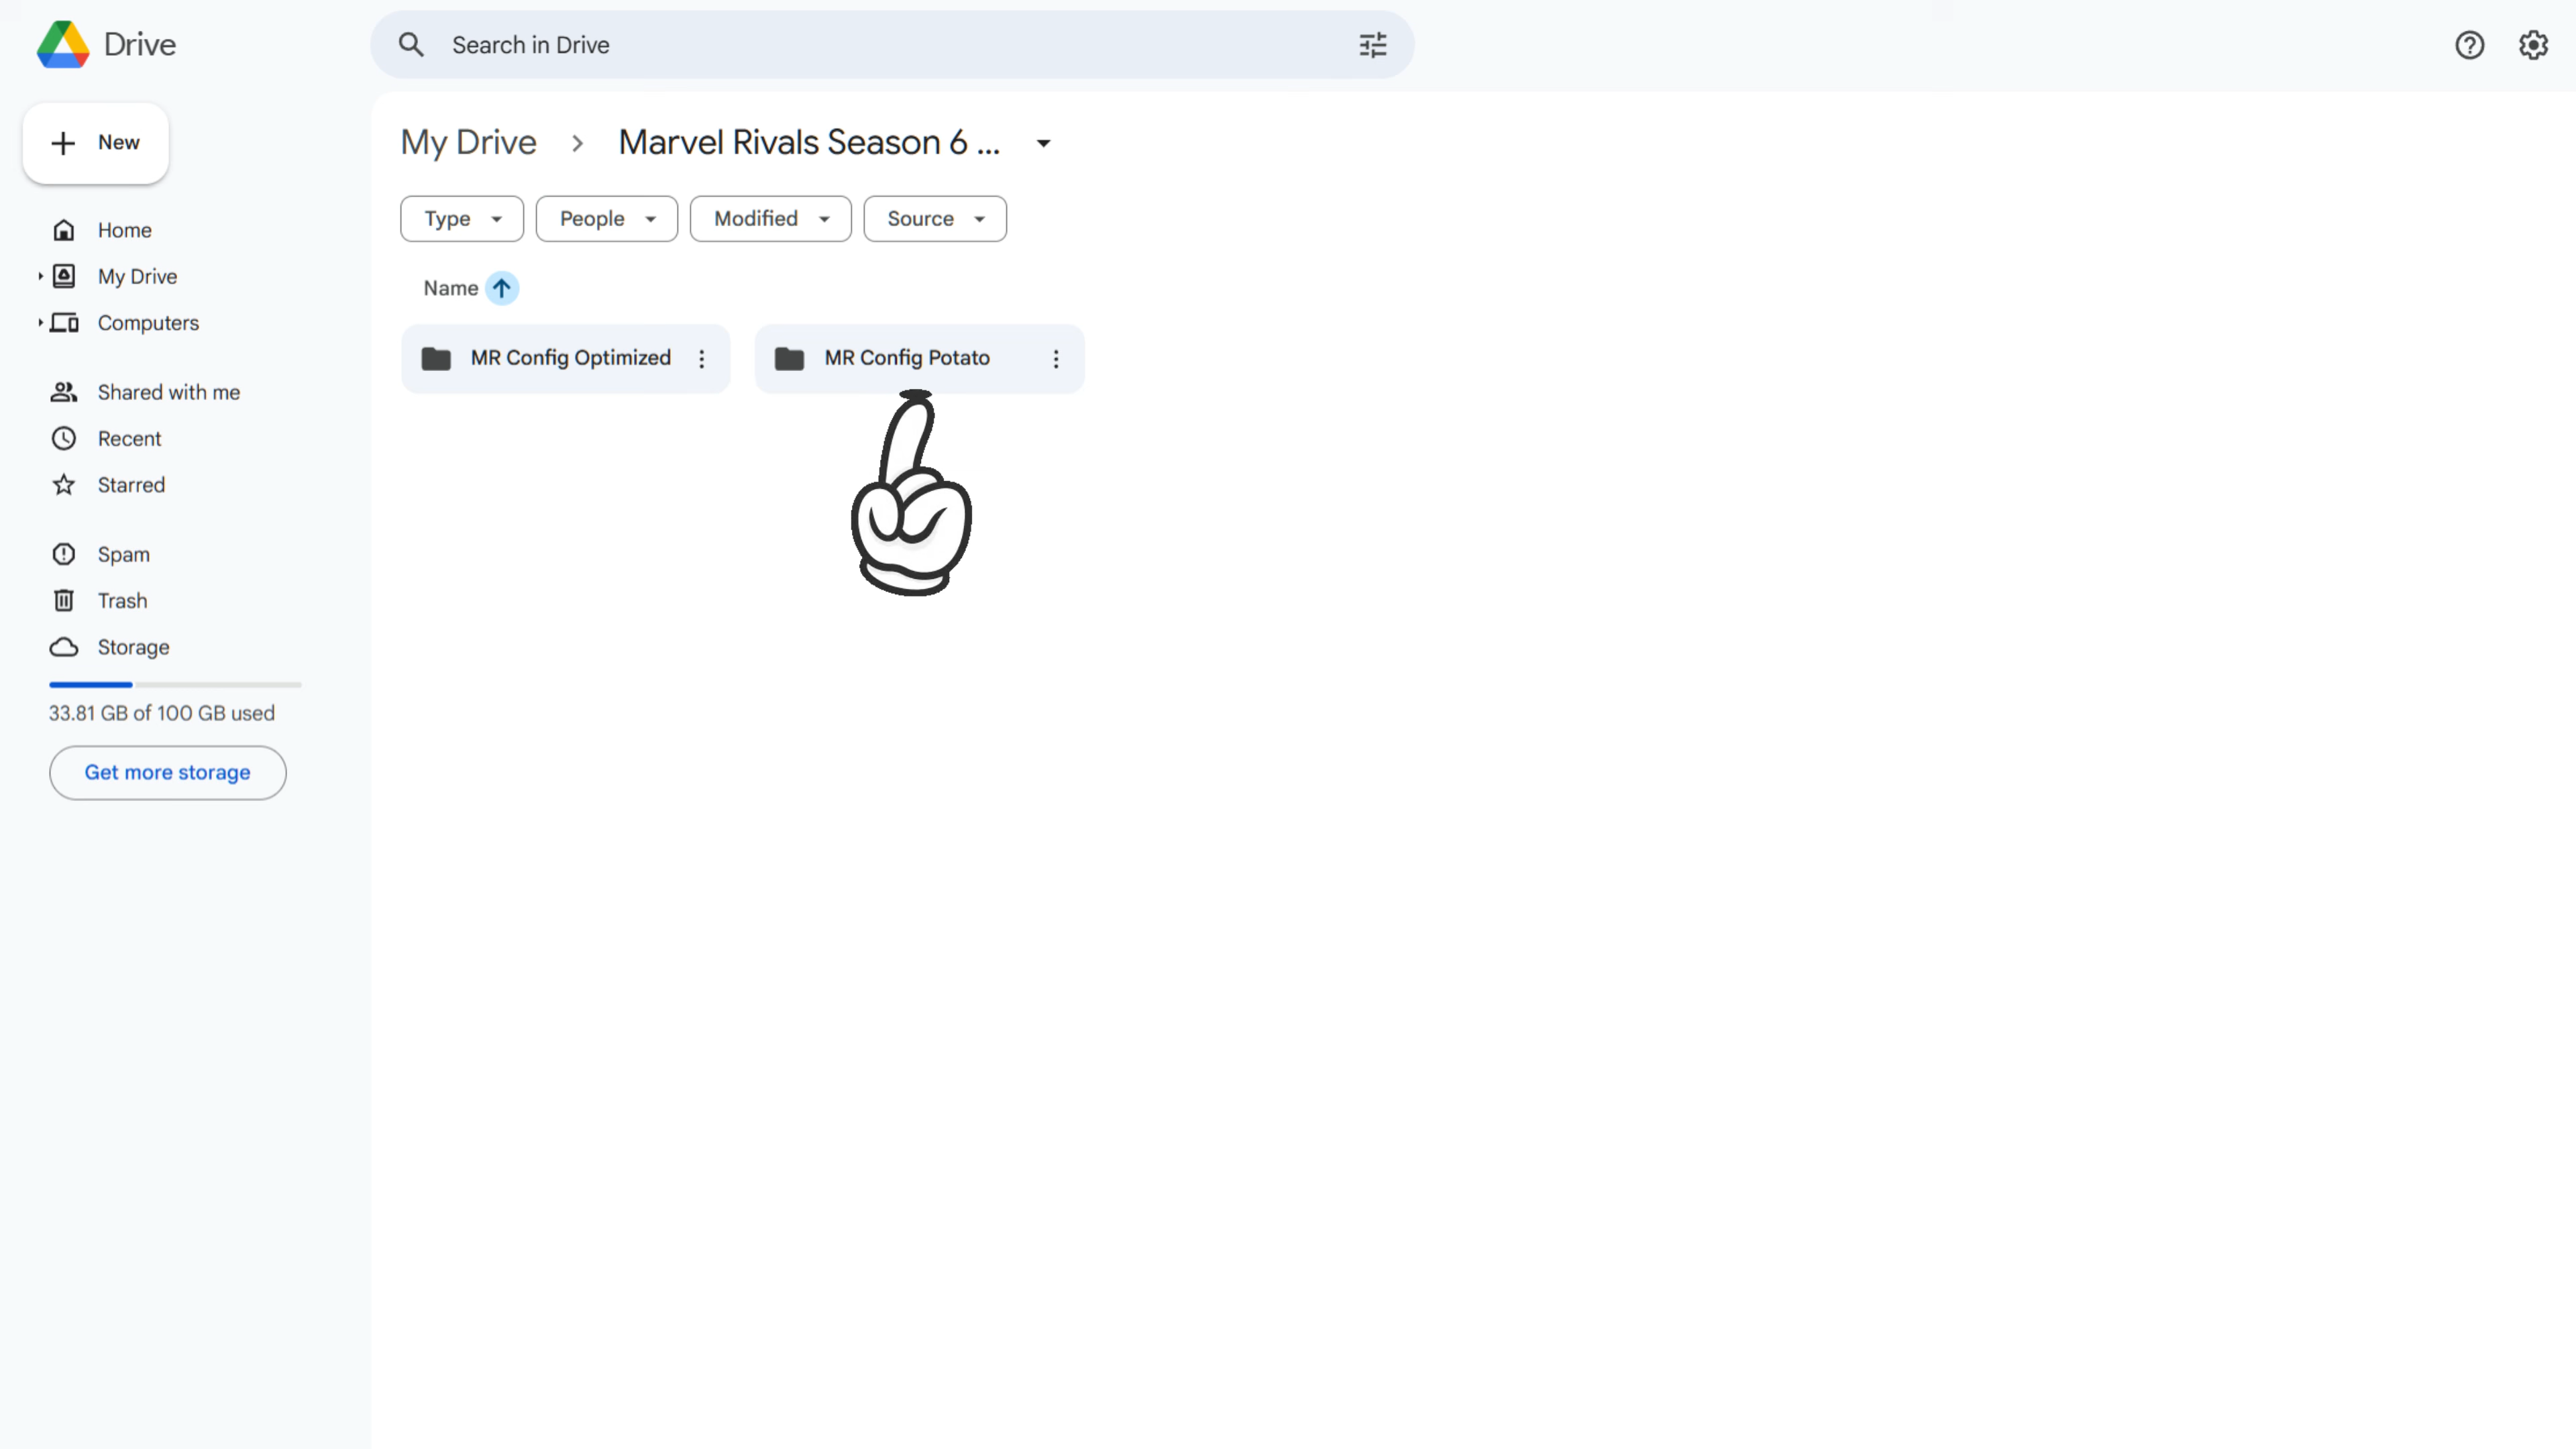 Drive
Search in Drive
New
My Drive
Marvel Rivals Season 6 ...
Type
People
Modified
Source
Home
My Drive
Computers
Name
MR Config Optimized
MR Config Potato
Shared with me
Recent
Starred
Spam
Trash
Storage
33.81 GB of 100 GB used
Get more storage